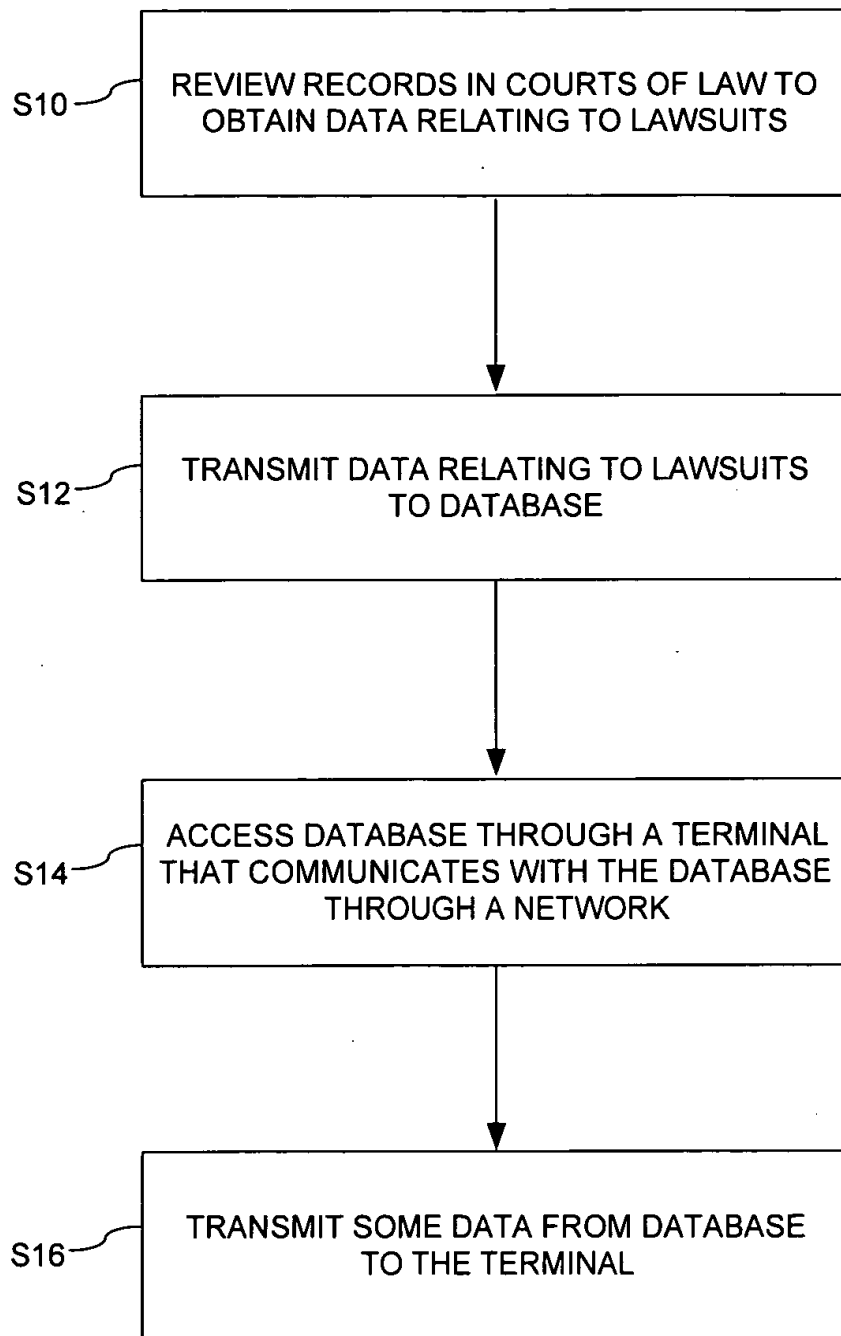 S10
REVIEW RECORDS IN COURTS OF LAW TO
OBTAIN DATA RELATING TO LAWSUITS
S12
TRANSMIT DATA RELATING TO LAWSUITS
TO DATABASE
S14
ACCESS DATABASE THROUGH A TERMINAL
THAT COMMUNICATES WITH THE DATABASE
THROUGH A NETWORK
S16
TRANSMIT SOME DATA FROM DATABASE
TO THE TERMINAL